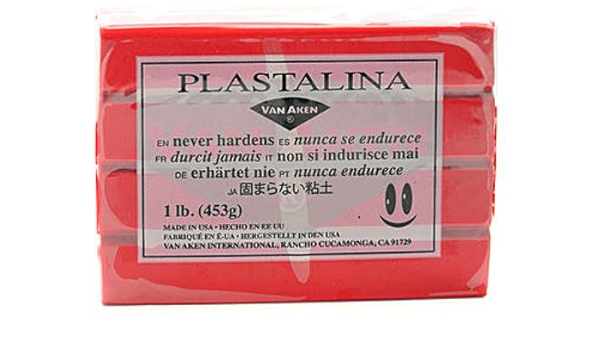 PLASTALINA
VAN AKEN
®
EN never hardens ES nunca se endurece
FR durcit jamais IT non si indurisce mai
DE erhärtet nie PT nunca endurece
JA 固まらない粘土
1 lb. (453g)
MADE IN USA • HECHO EN EE UU
FABRIQUÉ EN É-UA • HERGESTELLT IN DEN USA
VAN AKEN INTERNATIONAL, RANCHO CUCAMONGA, CA 91729